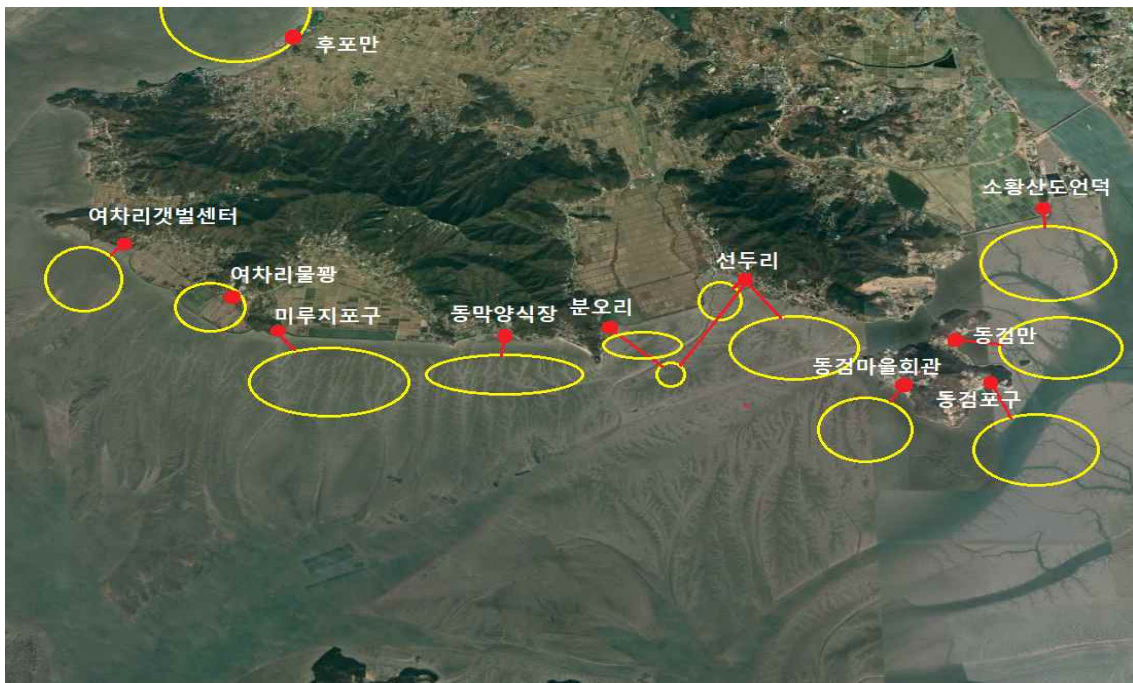 후포만
소황산도언덕
여차리갯벌센터
선두리
여차리물꽝
미루지포구
동막양식장
분오리
동검만
동검마을회관
동검포구